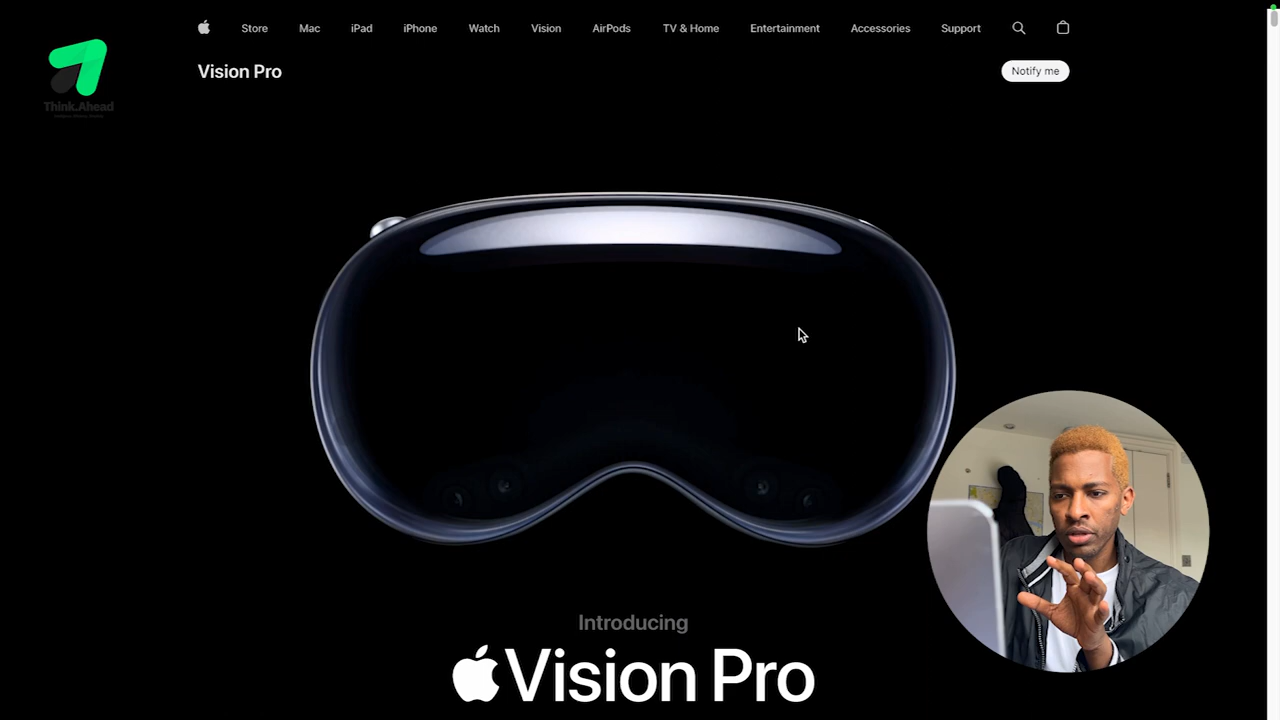 Store Mac iPad iPhone Watch Vision AirPods TV & Home Entertainment Accessories Support
Vision Pro
Notify me
Think.Ahead
Introducing
Vision Pro